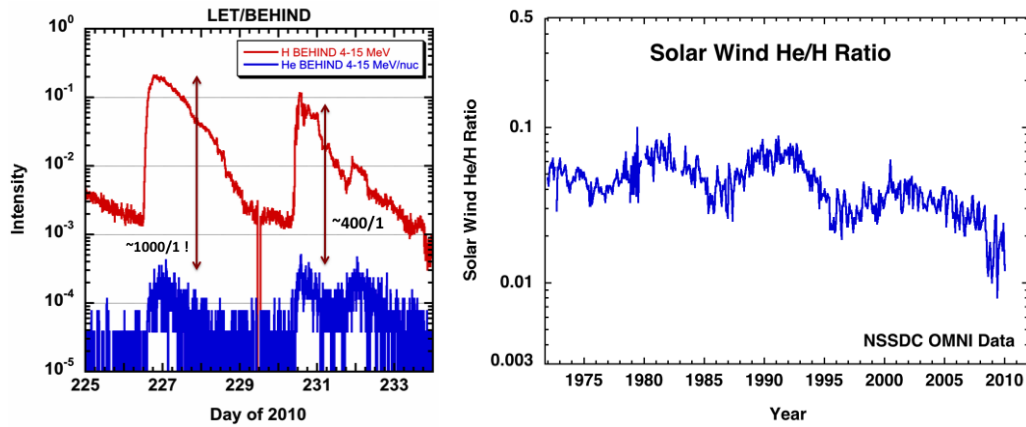 LET/BEHIND
H BEHIND 4-15 MeV
He BEHIND 4-15 MeV/nuc
10^0
10^-1
10^-2
10^-3
10^-4
10^-5
Intensity
~1000/1 !
~400/1
225
227
229
231
233
Day of 2010
Solar Wind He/H Ratio
0.5
0.1
0.01
0.003
Solar Wind He/H Ratio
NSSDC OMNI Data
1975
1980
1985
1990
1995
2000
2005
2010
Year